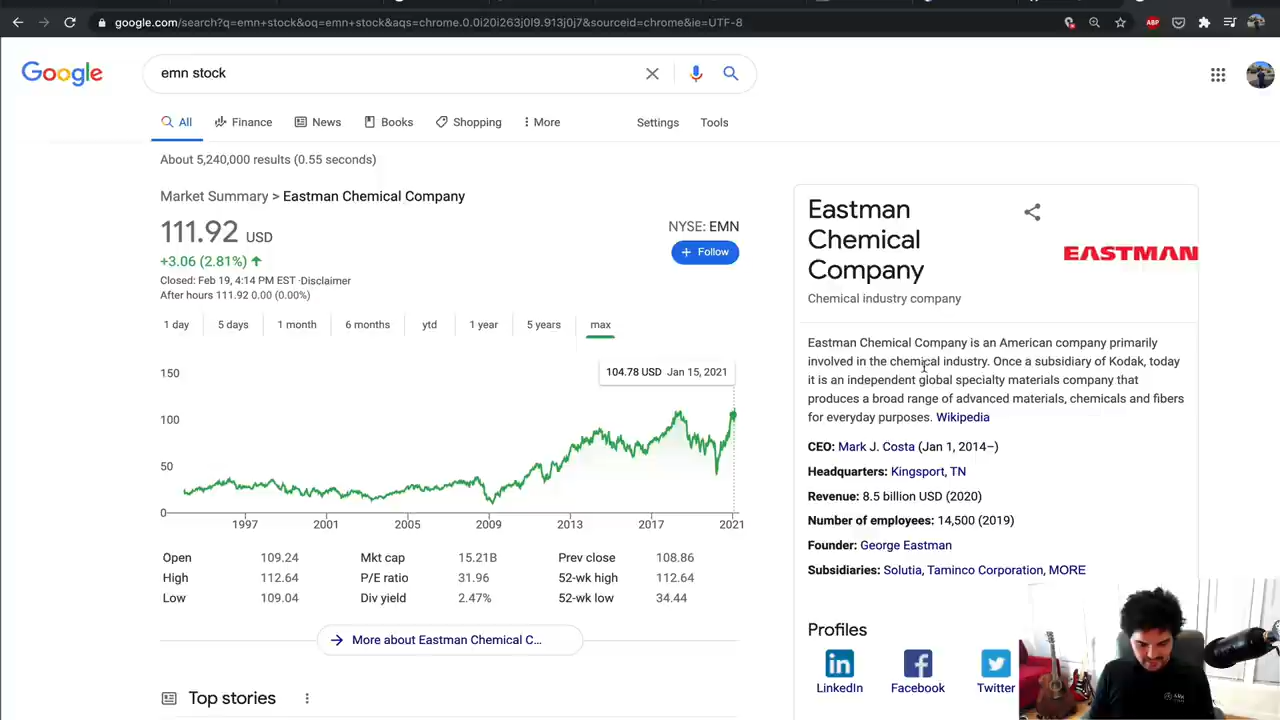 google.com/search?q=emn+stock&oq=emn+stock&aqs=chrome.0.0i20i263j0l9.913j0j7&sourceid=chrome&ie=UTF-8
ABP
Google
emn stock
All
Finance
News
Books
Shopping
More
Settings
Tools
About 5,240,000 results (0.55 seconds)
Market Summary > Eastman Chemical Company
111.92 USD
NYSE: EMN
+3.06 (2.81%)
Follow
Closed: Feb 19, 4:14 PM EST ·Disclaimer
After hours 111.92 0.00 (0.00%)
1 day
5 days
1 month
6 months
ytd
1 year
5 years
max
104.78 USD Jan 15, 2021
150
100
50
0
1997
2001
2005
2009
2013
2017
2021
Open 109.24 Mkt cap 15.21B Prev close 108.86
High 112.64 P/E ratio 31.96 52-wk high 112.64
Low 109.04 Div yield 2.47% 52-wk low 34.44
More about Eastman Chemical C...
Top stories
Eastman
Chemical
Company
EASTMAN
Chemical industry company
Eastman Chemical Company is an American company primarily
involved in the chemical industry. Once a subsidiary of Kodak, today
it is an independent global specialty materials company that
produces a broad range of advanced materials, chemicals and fibers
for everyday purposes. Wikipedia
CEO: Mark J. Costa (Jan 1, 2014–)
Headquarters: Kingsport, TN
Revenue: 8.5 billion USD (2020)
Number of employees: 14,500 (2019)
Founder: George Eastman
Subsidiaries: Solutia, Taminco Corporation, MORE
Profiles
LinkedIn
Facebook
Twitter